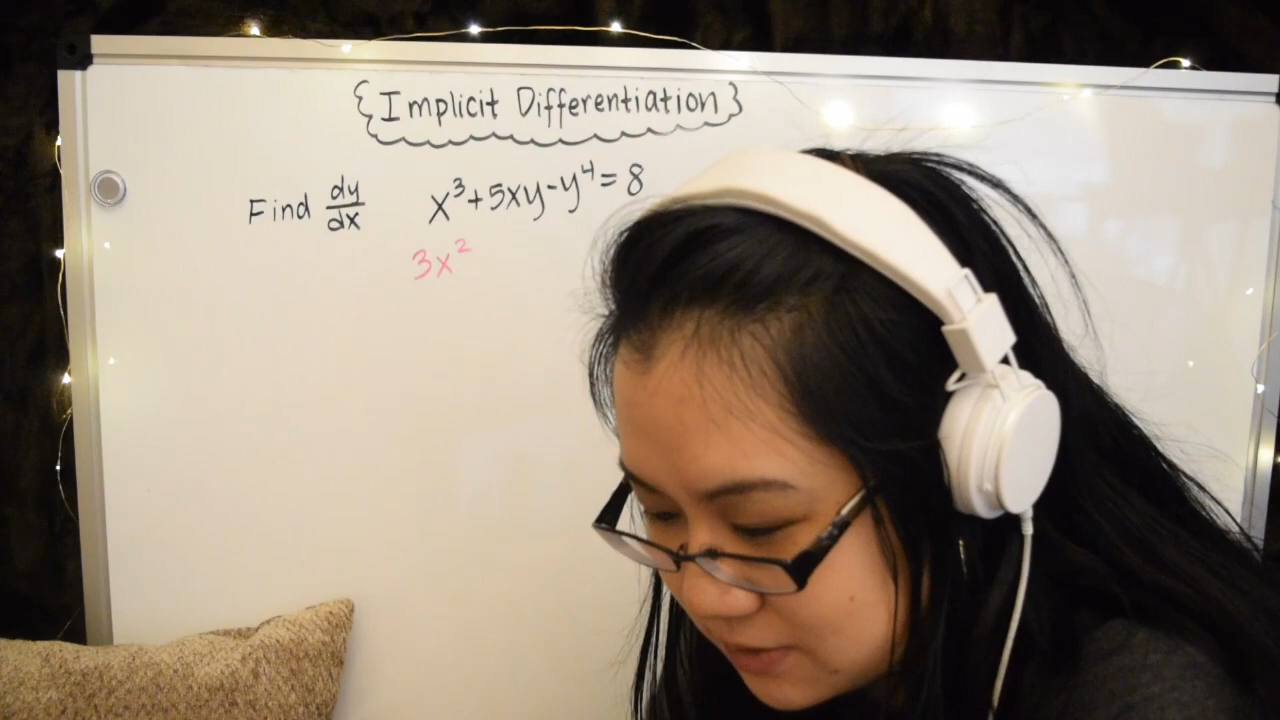 {Implicit Differentiation}
Find dy/dx x³+5xy-y⁴=8
3x²